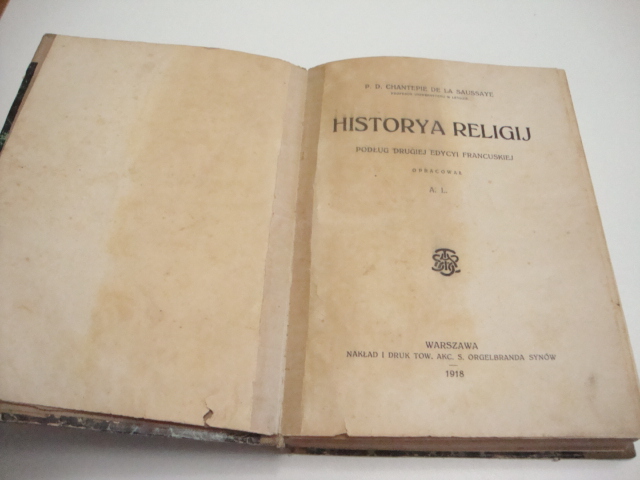 P. D. CHANTEPIE DE LA SAUSSAYE
HISTORYA RELIGIJ
PODŁUG DRUGIEJ EDYCYI FRANCUSKIEJ
OPRACOWAŁ
A. L.
WARSZAWA
NAKŁAD I DRUK TOW. AKC. S. ORGELBRANDA SYNÓW
1918